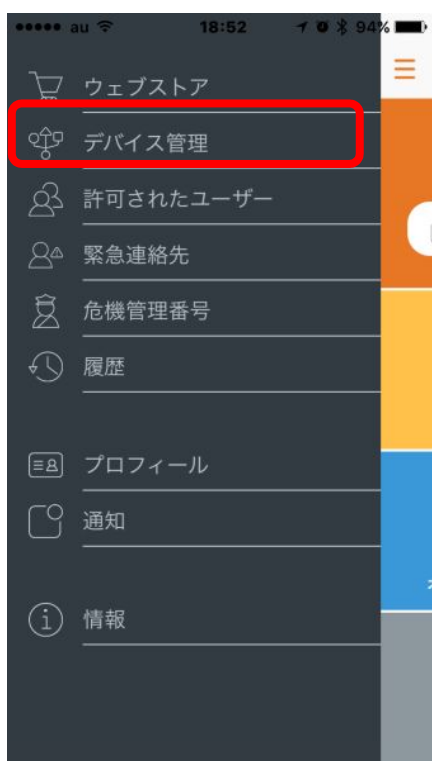 au 18:52 94%
ウェブストア
デバイス管理
許可されたユーザー
緊急連絡先
危機管理番号
履歴
プロフィール
通知
情報